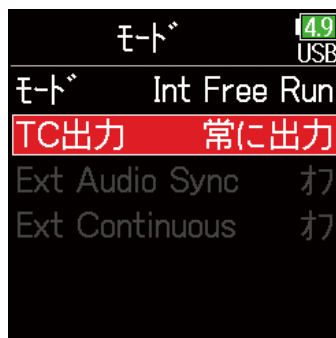 モード 4.9
USB
モード Int Free Run
TC出力 常に出力
Ext Audio Sync オフ
Ext Continuous オフ